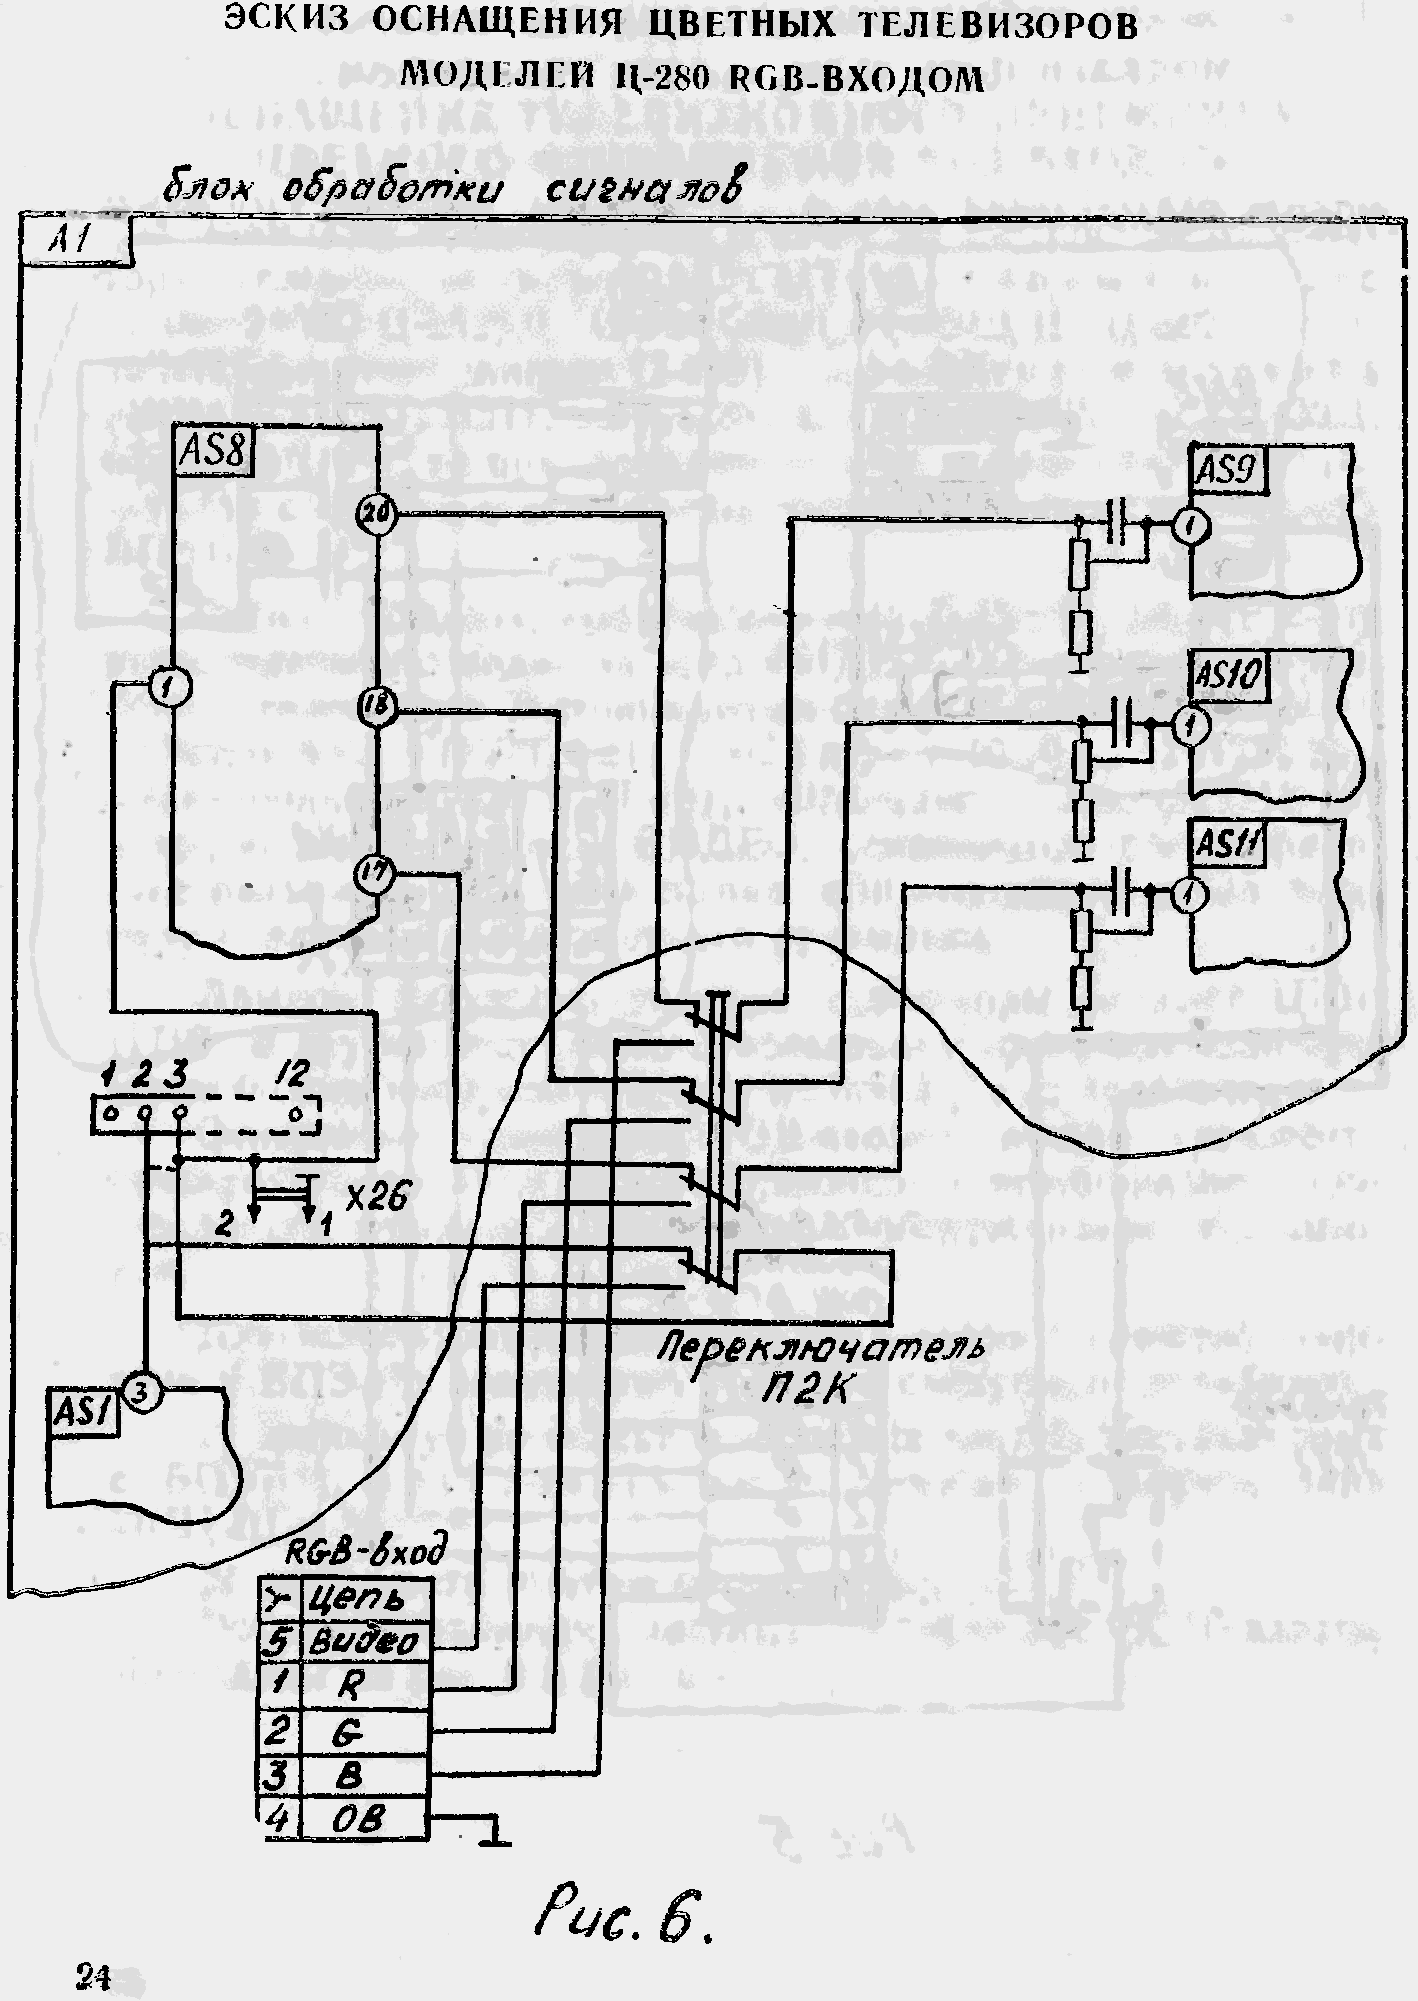 ЭСКИЗ ОСНАЩЕНИЯ ЦВЕТНЫХ ТЕЛЕВИЗОРОВ
МОДЕЛЕЙ Ц-280 RGB-ВХОДОМ
блок обработки сигналов
A1
AS8
20
1
18
17
AS9
1
AS10
1
AS11
1
1 2 3 12
X26
2 1
Переключатель
П2К
AS1
3
RGB-вход
Цепь
5 Видео
1 R
2 G
3 B
4 ОВ
Рис. 6.
24